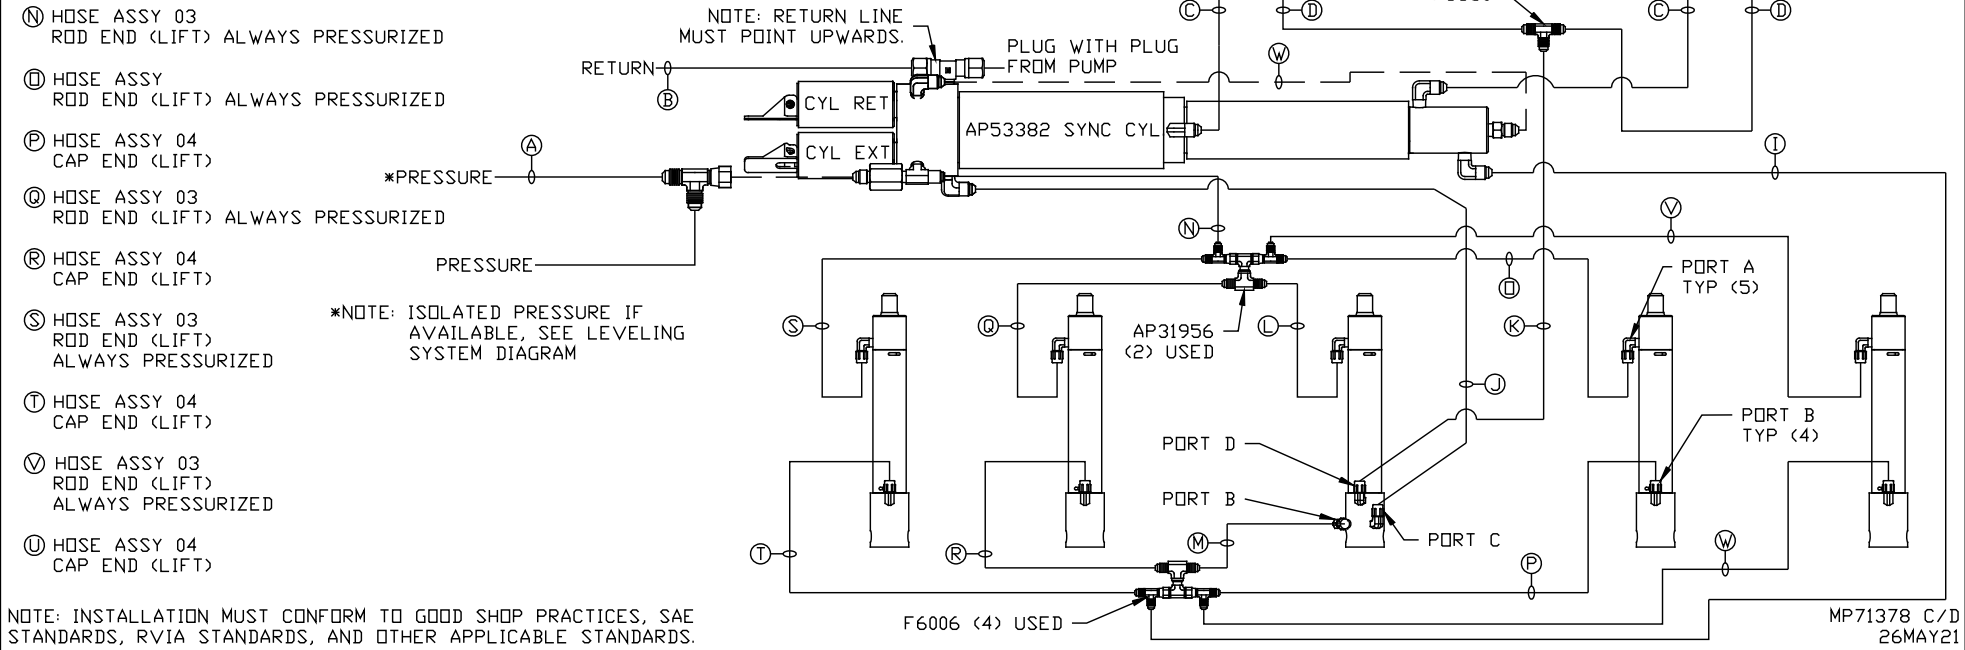 N HOSE ASSY 03
ROD END (LIFT) ALWAYS PRESSURIZED
O HOSE ASSY
ROD END (LIFT) ALWAYS PRESSURIZED
P HOSE ASSY 04
CAP END (LIFT)
Q HOSE ASSY 03
ROD END (LIFT) ALWAYS PRESSURIZED
R HOSE ASSY 04
CAP END (LIFT)
S HOSE ASSY 03
ROD END (LIFT)
ALWAYS PRESSURIZED
T HOSE ASSY 04
CAP END (LIFT)
V HOSE ASSY 03
ROD END (LIFT)
ALWAYS PRESSURIZED
U HOSE ASSY 04
CAP END (LIFT)
NOTE: INSTALLATION MUST CONFORM TO GOOD SHOP PRACTICES, SAE
STANDARDS, RVIA STANDARDS, AND OTHER APPLICABLE STANDARDS.
NOTE: RETURN LINE
MUST POINT UPWARDS.
RETURN
B
PLUG WITH PLUG
FROM PUMP
C
D
W
C
D
CYL RET
CYL EXT
AP53382 SYNC CYL
A
*PRESSURE
PRESSURE
*NOTE: ISOLATED PRESSURE IF
AVAILABLE, SEE LEVELING
SYSTEM DIAGRAM
I
N
V
O
PORT A
TYP (5)
S
Q
AP31956
(2) USED
L
K
J
PORT B
TYP (4)
PORT D
PORT B
PORT C
T
R
M
P
W
F6006 (4) USED
MP71378 C/D
26MAY21